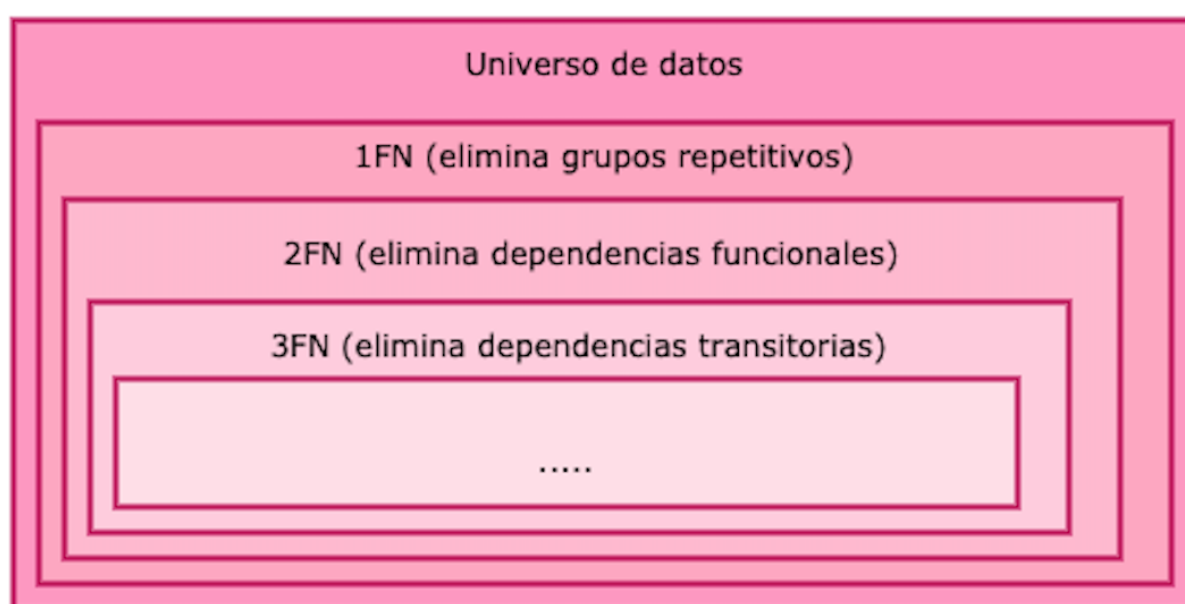 Universo de datos
1FN (elimina grupos repetitivos)
2FN (elimina dependencias funcionales)
3FN (elimina dependencias transitorias)
.....